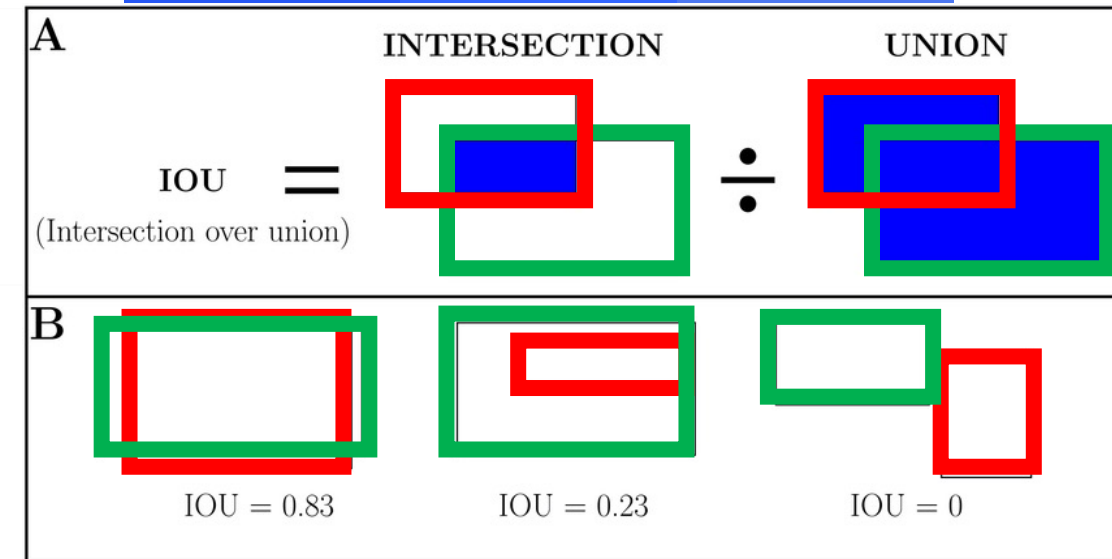 A
INTERSECTION
UNION
IOU = ÷
(Intersection over union)
B
IOU = 0.83
IOU = 0.23
IOU = 0